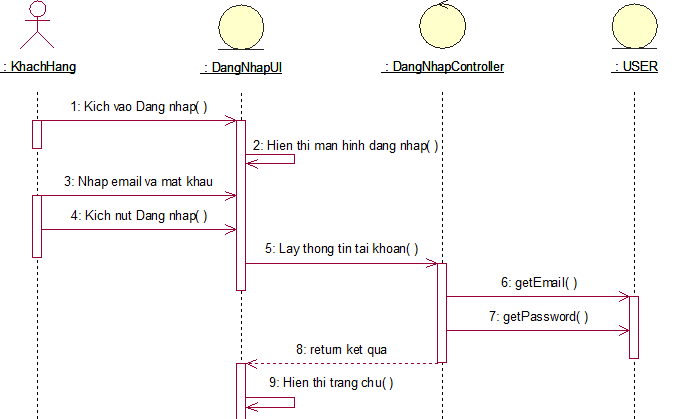 : KhachHang
: DangNhapUI
: DangNhapController
: USER
1: Kich vao Dang nhap( )
2: Hien thi man hinh dang nhap( )
3: Nhap email va mat khau
4: Kich nut Dang nhap( )
5: Lay thong tin tai khoan( )
6: getEmail( )
7: getPassword( )
8: return ket qua
9: Hien thi trang chu( )